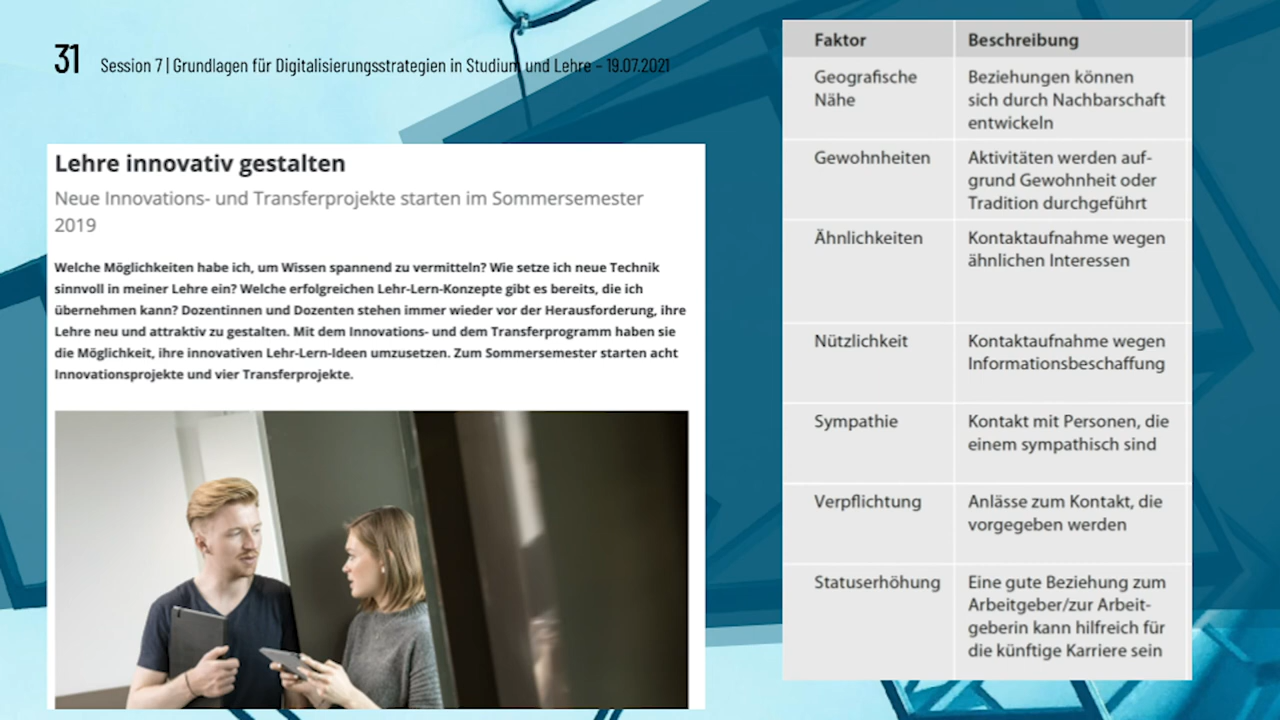 31 Session 7 | Grundlagen für Digitalisierungsstrategien in Studium und Lehre – 19.07.2021
Lehre innovativ gestalten
Neue Innovations- und Transferprojekte starten im Sommersemester
2019
Welche Möglichkeiten habe ich, um Wissen spannend zu vermitteln? Wie setze ich neue Technik
sinnvoll in meiner Lehre ein? Welche erfolgreichen Lehr-Lern-Konzepte gibt es bereits, die ich
übernehmen kann? Dozentinnen und Dozenten stehen immer wieder vor der Herausforderung, ihre
Lehre neu und attraktiv zu gestalten. Mit dem Innovations- und dem Transferprogramm haben sie
die Möglichkeit, ihre innovativen Lehr-Lern-Ideen umzusetzen. Zum Sommersemester starten acht
Innovationsprojekte und vier Transferprojekte.
Faktor Beschreibung
Geografische Beziehungen können
Nähe sich durch Nachbarschaft
entwickeln
Gewohnheiten Aktivitäten werden auf-
grund Gewohnheit oder
Tradition durchgeführt
Ähnlichkeiten Kontaktaufnahme wegen
ähnlichen Interessen
Nützlichkeit Kontaktaufnahme wegen
Informationsbeschaffung
Sympathie Kontakt mit Personen, die
einem sympathisch sind
Verpflichtung Anlässe zum Kontakt, die
vorgegeben werden
Statuserhöhung Eine gute Beziehung zum
Arbeitgeber/zur Arbeit-
geberin kann hilfreich für
die künftige Karriere sein